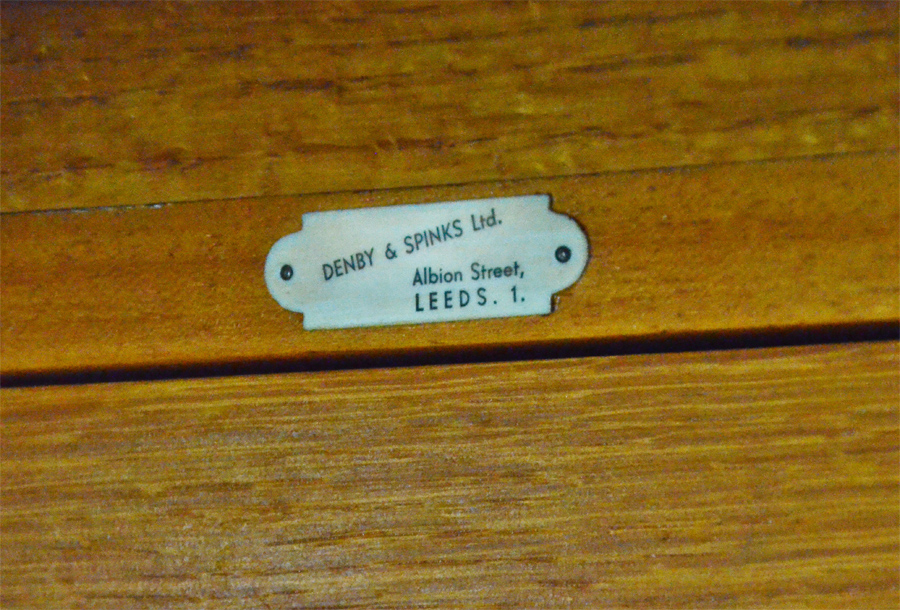 DENBY & SPINKS Ltd.
Albion Street,
LEEDS. 1.